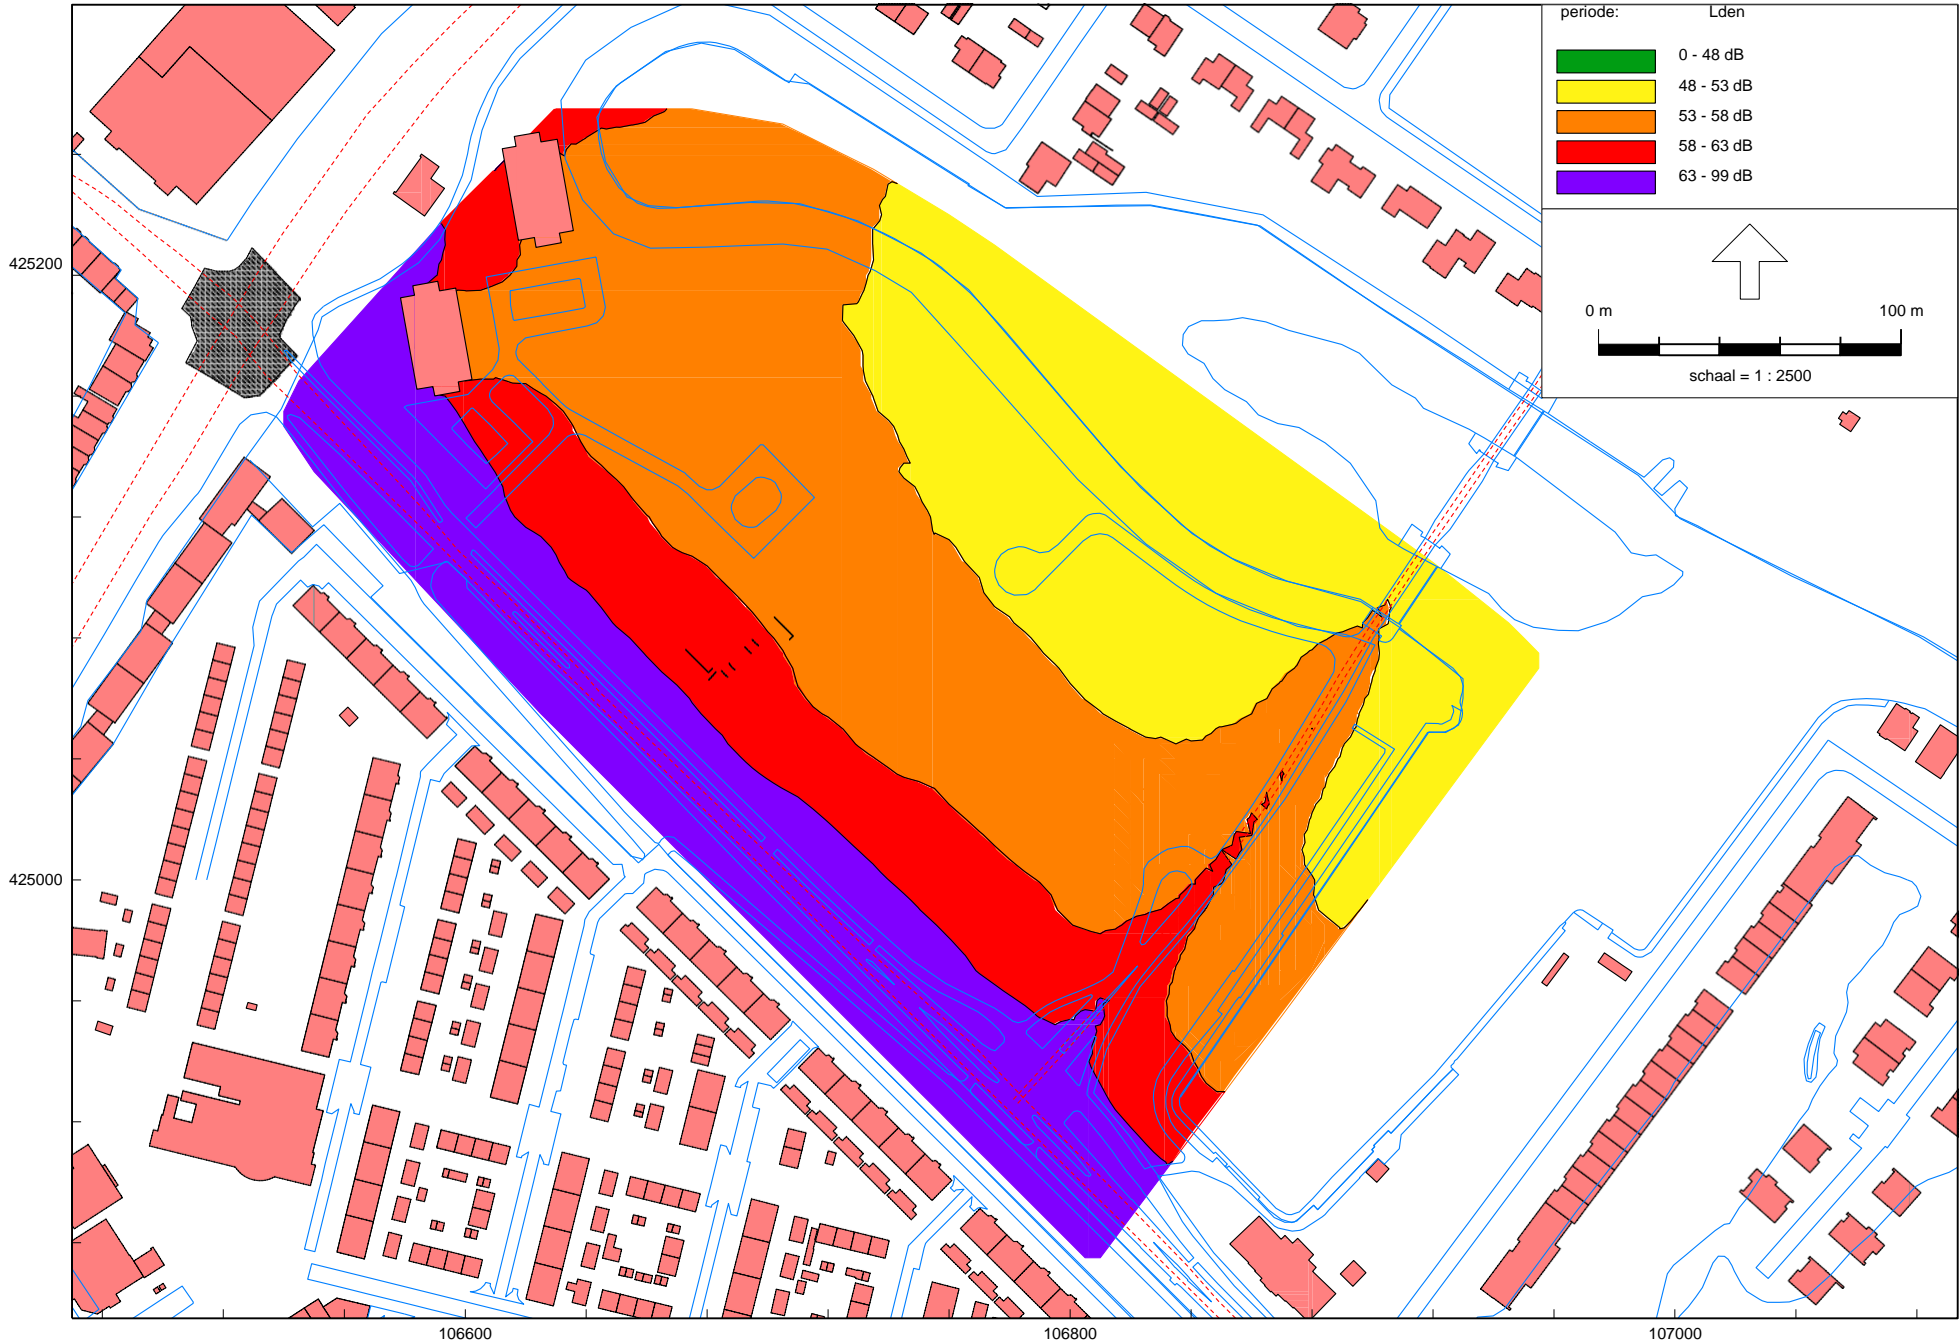 periode: Lden
0 - 48 dB
48 - 53 dB
53 - 58 dB
58 - 63 dB
63 - 99 dB
0 m 100 m
schaal = 1 : 2500
425200
425000
106600 106800 107000